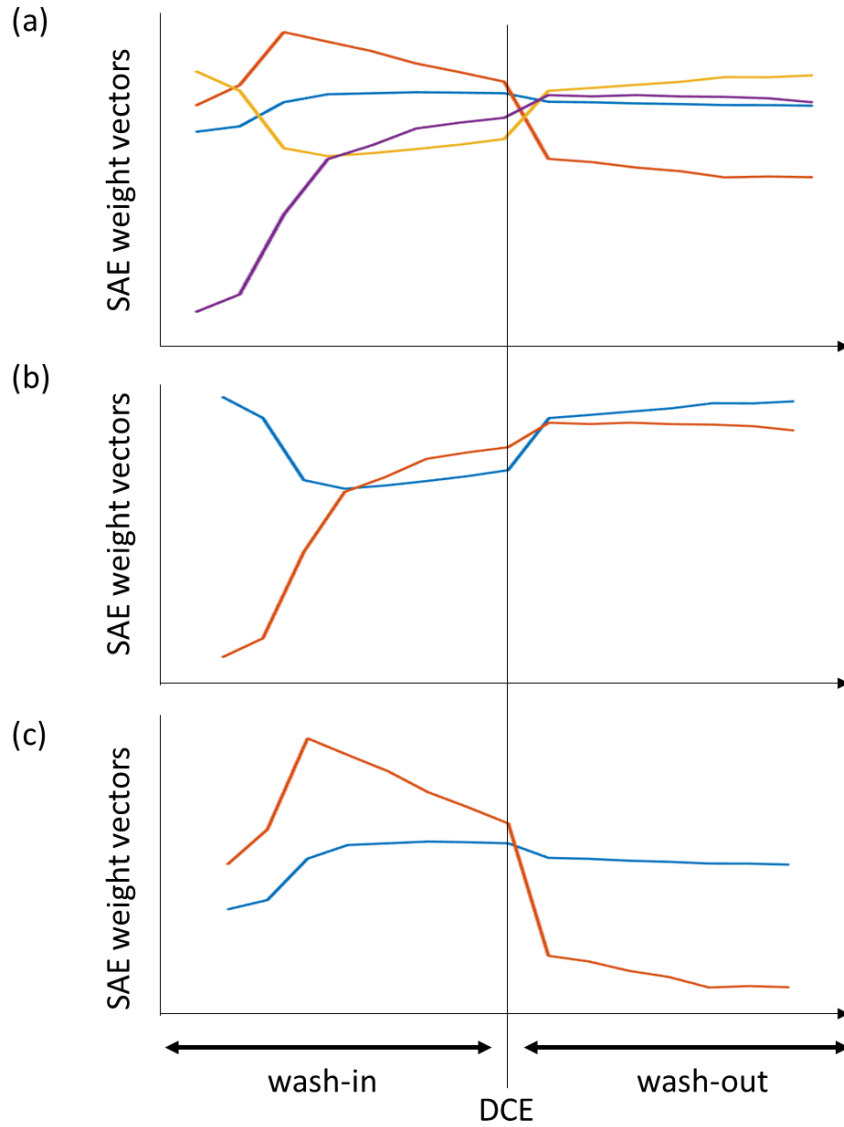 (a)
SAE weight vectors
(b)
SAE weight vectors
(c)
SAE weight vectors
wash-in
wash-out
DCE